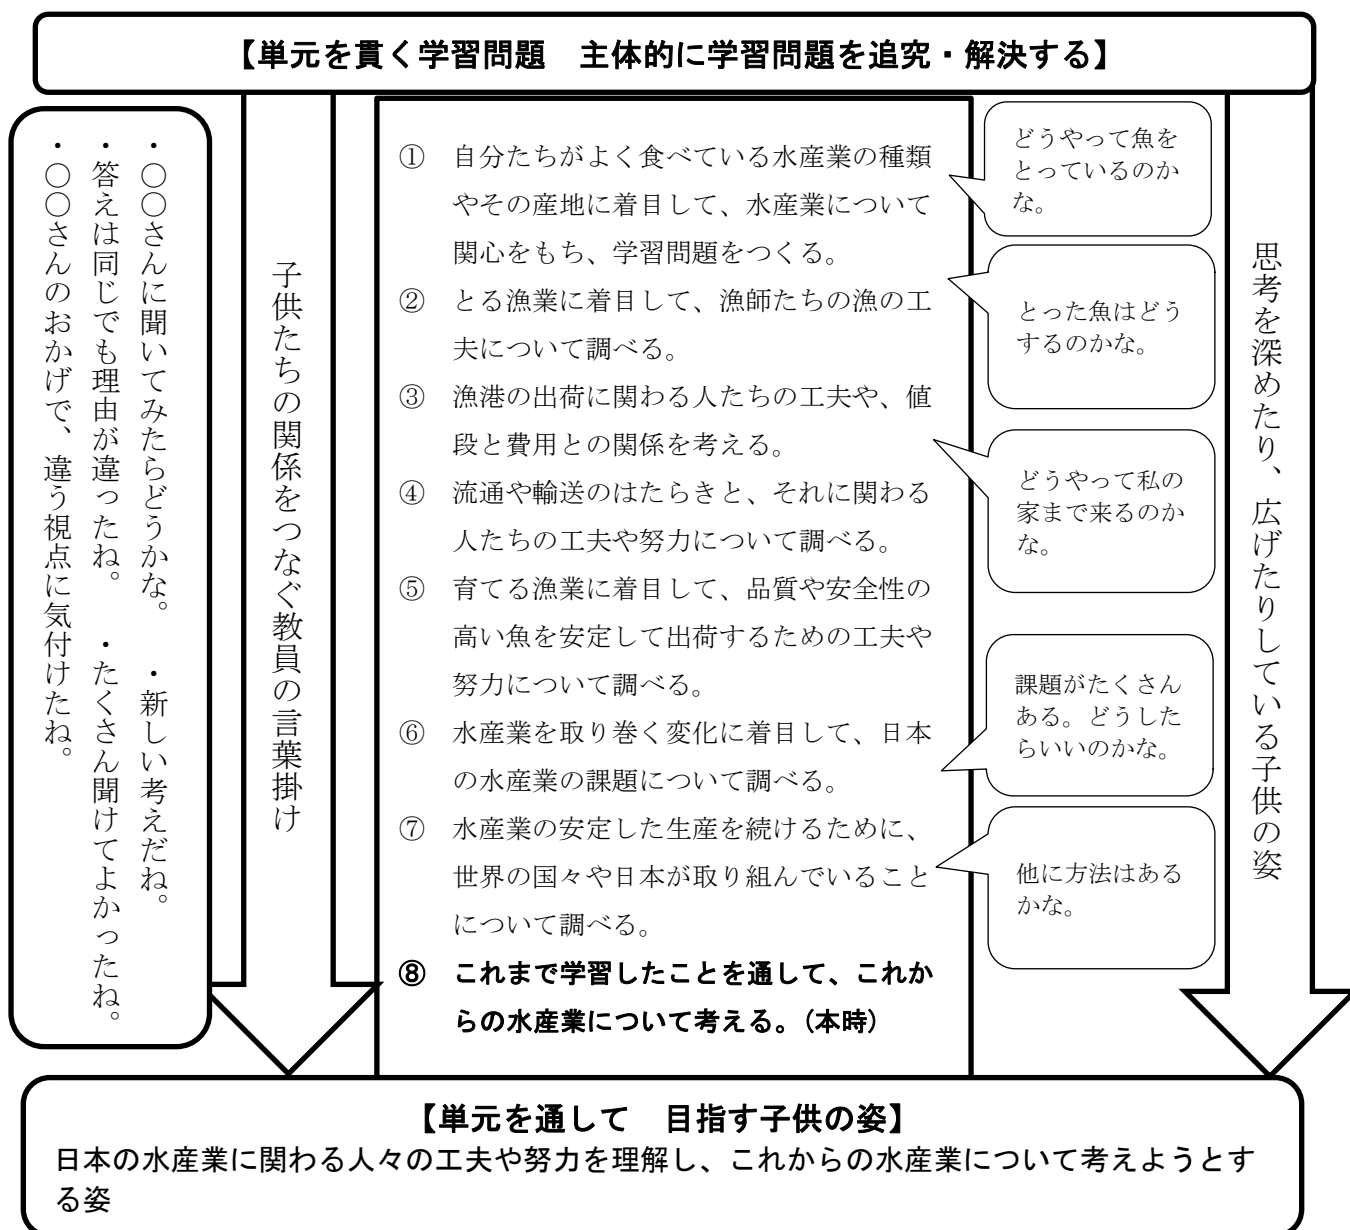 【単元を貫く学習問題　主体的に学習問題を追究・解決する】
・○○さんに聞いてみたらどうかな。　・新しい考えだね。
・答えは同じでも理由が違ったね。　・たくさん聞けてよかったね。
・○○さんのおかげで、違う視点に気付けたね。
子供たちの関係をつなぐ教員の言葉掛け
①　自分たちがよく食べている水産業の種類
やその産地に着目して、水産業について
関心をもち、学習問題をつくる。
②　とる漁業に着目して、漁師たちの漁の工
夫について調べる。
③　漁港の出荷に関わる人たちの工夫や、値
段と費用との関係を考える。
④　流通や輸送のはたらきと、それに関わる
人たちの工夫や努力について調べる。
⑤　育てる漁業に着目して、品質や安全性の
高い魚を安定して出荷するための工夫や
努力について調べる。
⑥　水産業を取り巻く変化に着目して、日本
の水産業の課題について調べる。
⑦　水産業の安定した生産を続けるために、
世界の国々や日本が取り組んでいること
について調べる。
⑧　これまで学習したことを通して、これか
らの水産業について考える。（本時）
どうやって魚を
とっているのか
な。
とった魚はどう
するのかな。
どうやって私の
家まで来るのか
な。
課題がたくさん
ある。どうした
らいいのかな。
他に方法はある
かな。
思考を深めたり、広げたりしている子供の姿
【単元を通して　目指す子供の姿】
日本の水産業に関わる人々の工夫や努力を理解し、これからの水産業について考えようとす
る姿